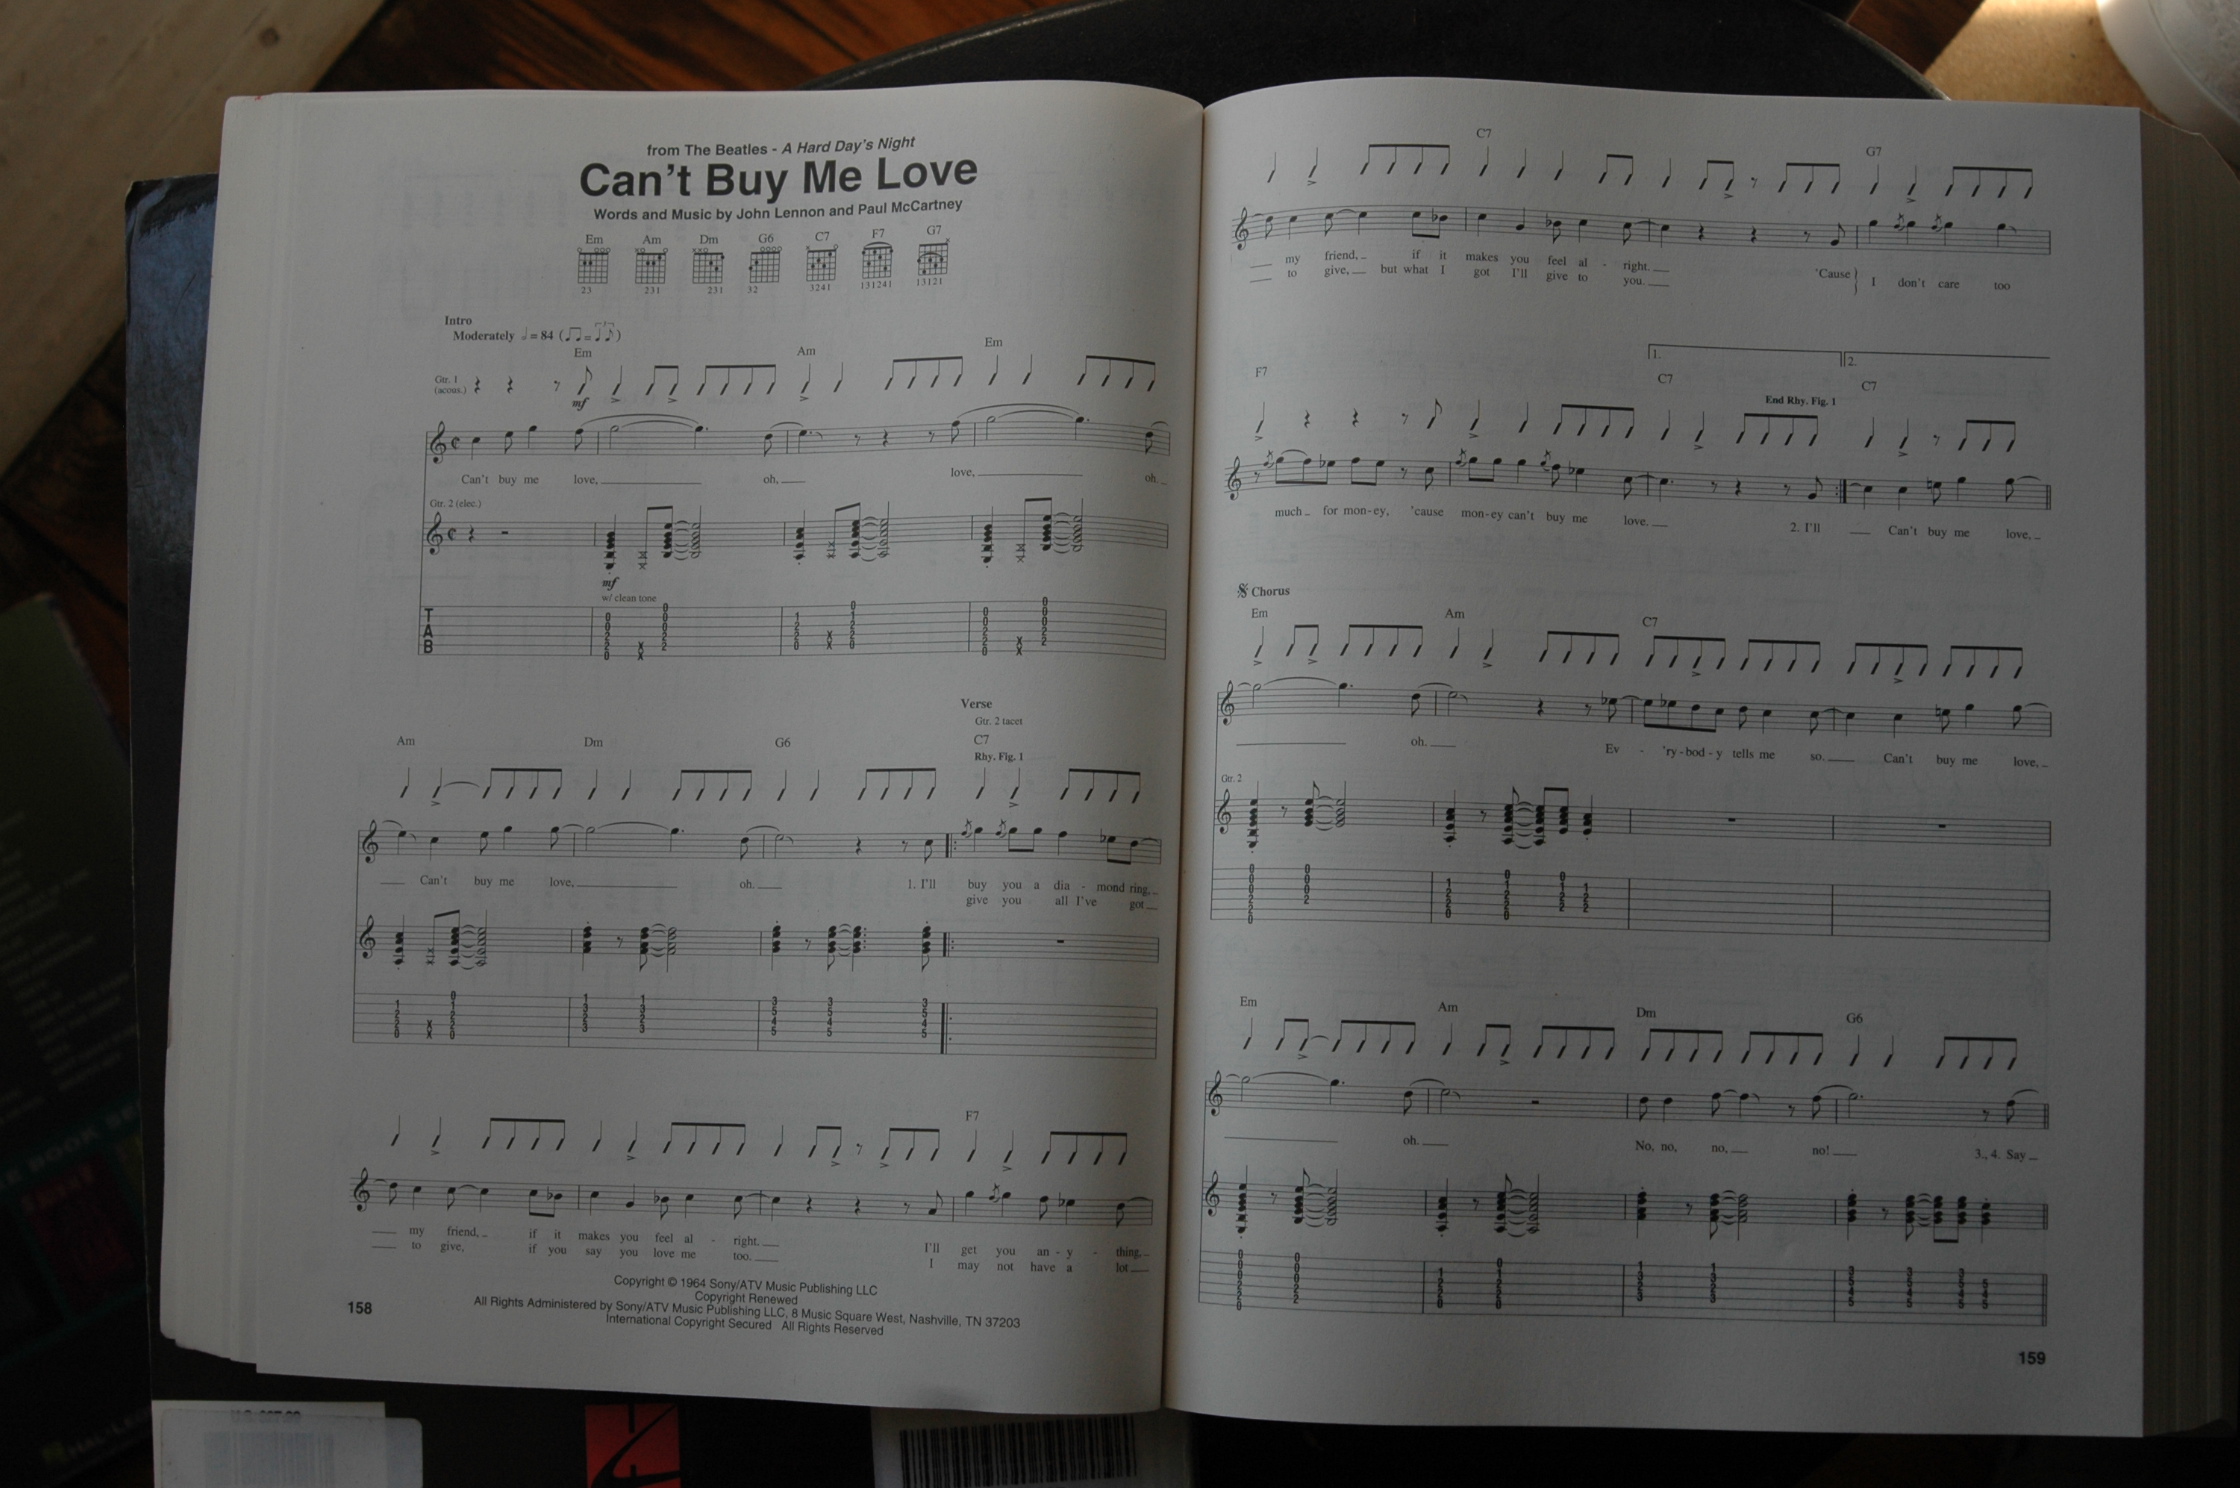 from The Beatles - A Hard Day's Night
Can't Buy Me Love
Words and Music by John Lennon and Paul McCartney
Em Am Dm G6 C7 F7 G7
23 231 231 32 3241 131241 13121
Intro
Moderately ♩ = 84
Em Am Em
Gtr. 1
(acous.)
mf
Can't buy me love, oh, love, oh.
Gtr. 2 (elec.)
mf
w/ clean tone
TAB
Verse
Gtr. 2 tacet
Am Dm G6 C7
Rhy. Fig. 1
Can't buy me love, oh. 1. I'll buy you a dia - mond ring,
give you all I've got
F7
my friend, if it makes you feel al - right. I'll get you an - y - thing,
to give, if you say you love me too. I may not have a lot
Copyright © 1964 Sony/ATV Music Publishing LLC
Copyright Renewed
All Rights Administered by Sony/ATV Music Publishing LLC, 8 Music Square West, Nashville, TN 37203
International Copyright Secured All Rights Reserved
158
C7 G7
my friend, if it makes you feel al - right. 'Cause I don't care too
to give, but what I got I'll give to you.
1. 2.
F7 C7 C7
End Rhy. Fig. 1
much for mon-ey, 'cause mon-ey can't buy me love. 2. I'll Can't buy me love,
Chorus
Em Am C7
oh. Ev - 'ry - bod - y tells me so. Can't buy me love,
Gtr. 2
Em Am Dm G6
oh. No, no, no, no! 3., 4. Say
159